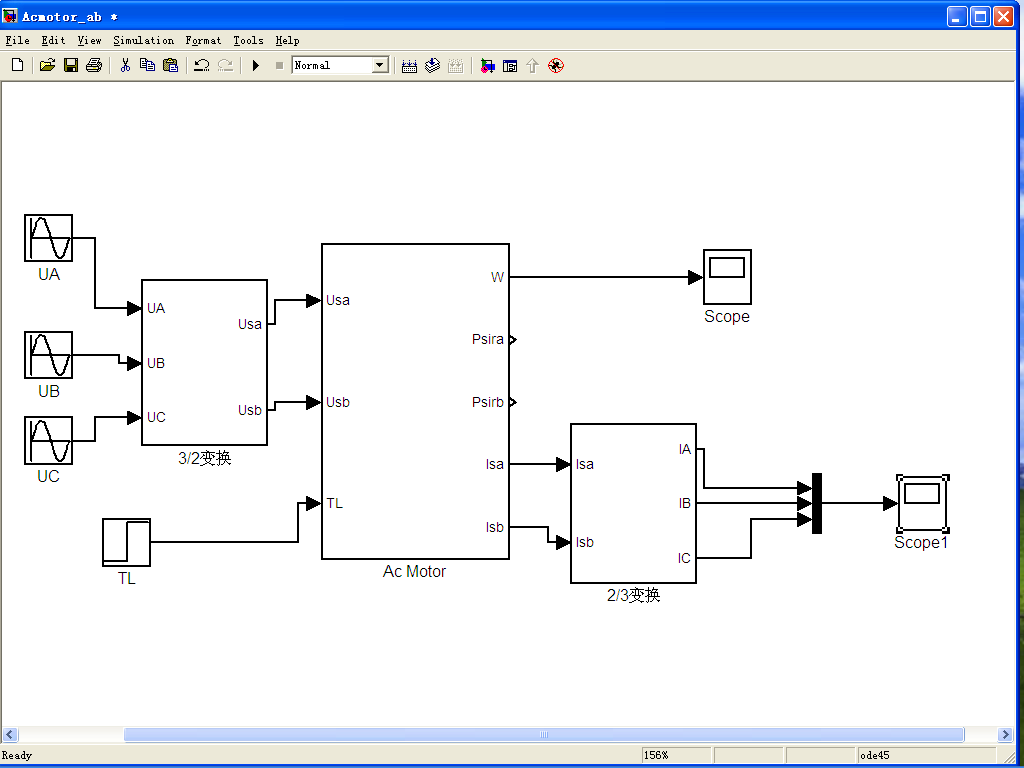 Acmotor_ab *
File Edit View Simulation Format Tools Help
Normal
UA
UB
UC
TL
UA
UB
UC
Usa
Usb
3/2变换
Usa
Usb
TL
W
Psira
Psirb
Isa
Isb
Ac Motor
Scope
Isa
Isb
IA
IB
IC
2/3变换
Scope1
Ready
156%
ode45